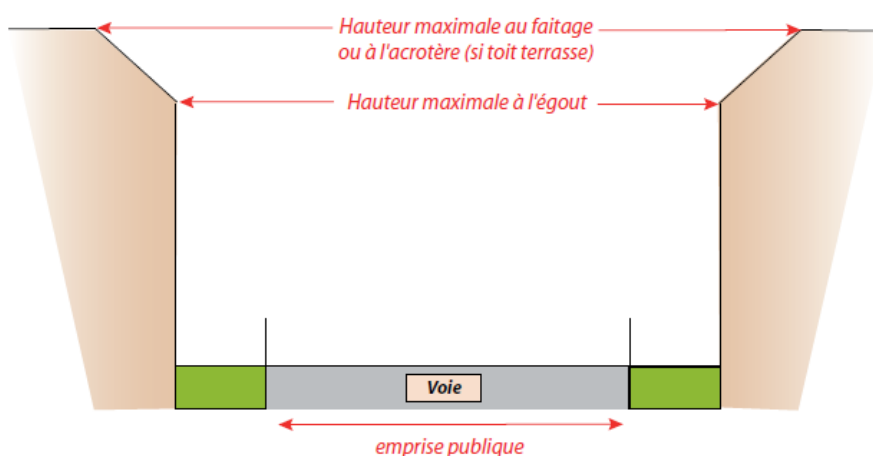 Hauteur maximale au faitage
ou à l'acrotère (si toit terrasse)
Hauteur maximale à l'égout
Voie
emprise publique